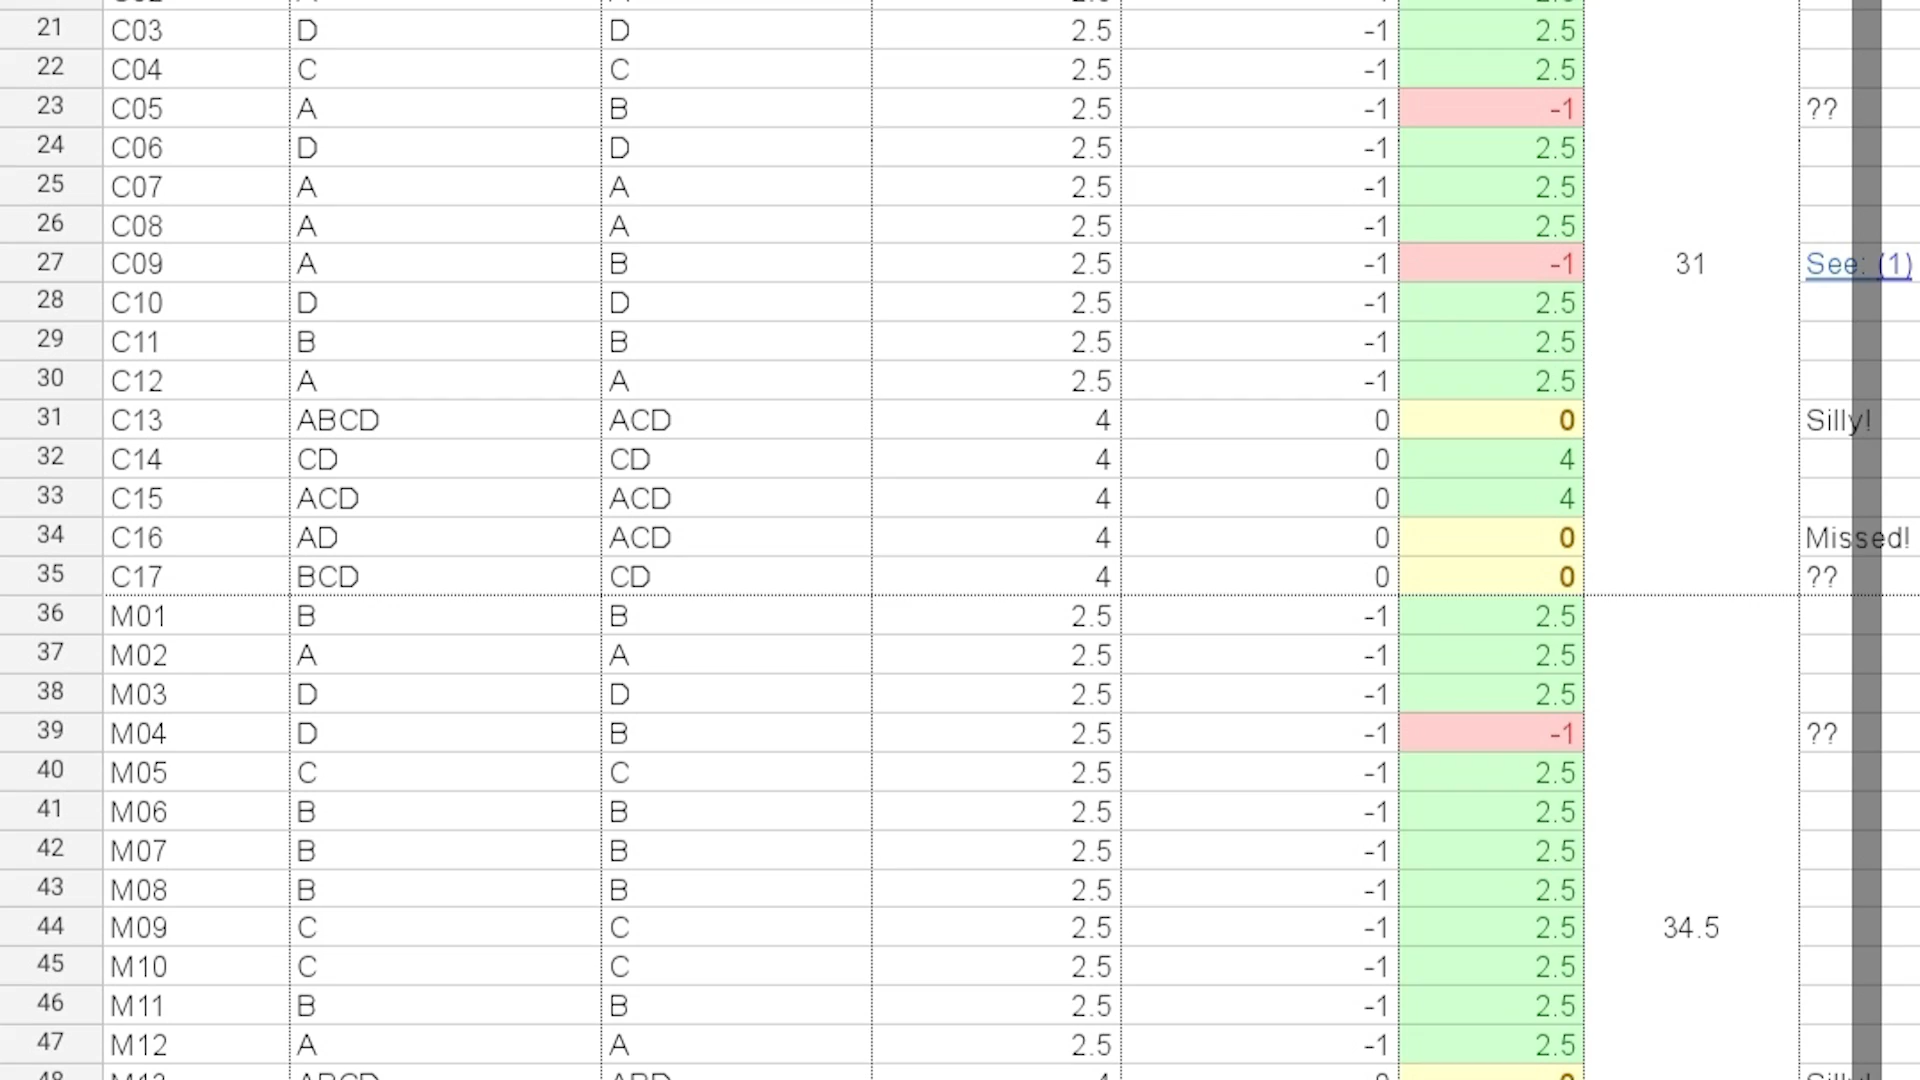 21 C03 D D 2.5 -1 2.5
22 C04 C C 2.5 -1 2.5
23 C05 A B 2.5 -1 -1 ??
24 C06 D D 2.5 -1 2.5
25 C07 A A 2.5 -1 2.5
26 C08 A A 2.5 -1 2.5
27 C09 A B 2.5 -1 -1 31 See: (1)
28 C10 D D 2.5 -1 2.5
29 C11 B B 2.5 -1 2.5
30 C12 A A 2.5 -1 2.5
31 C13 ABCD ACD 4 0 0 Silly!
32 C14 CD CD 4 0 4
33 C15 ACD ACD 4 0 4
34 C16 AD ACD 4 0 0 Missed!
35 C17 BCD CD 4 0 0 ??
36 M01 B B 2.5 -1 2.5
37 M02 A A 2.5 -1 2.5
38 M03 D D 2.5 -1 2.5
39 M04 D B 2.5 -1 -1 ??
40 M05 C C 2.5 -1 2.5
41 M06 B B 2.5 -1 2.5
42 M07 B B 2.5 -1 2.5
43 M08 B B 2.5 -1 2.5
44 M09 C C 2.5 -1 2.5 34.5
45 M10 C C 2.5 -1 2.5
46 M11 B B 2.5 -1 2.5
47 M12 A A 2.5 -1 2.5